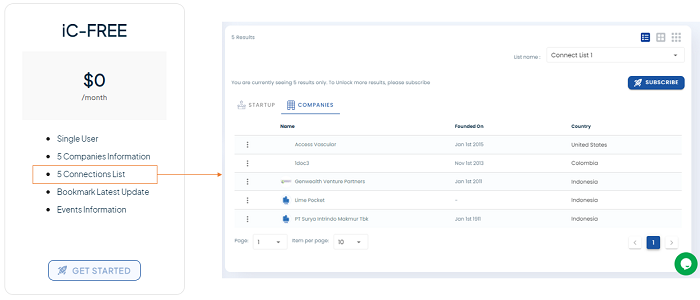 iC-FREE
$0
/month
Single User
5 Companies Information
5 Connections List
Bookmark Latest Update
Events Information
GET STARTED
5 Results
List name :
Connect List 1
You are currently seeing 5 results only. To Unlock more results, please subscribe
SUBSCRIBE
STARTUP
COMPANIES
Name Founded On Country
Access Vascular Jan 1st 2015 United States
1doc3 Nov 1st 2013 Colombia
Genwealth Venture Partners Jan 1st 2011 Indonesia
Lime Pocket - Indonesia
PT Surya Intrindo Makmur Tbk Jan 1st 1911 Indonesia
Page: 1 Item per page: 10 1